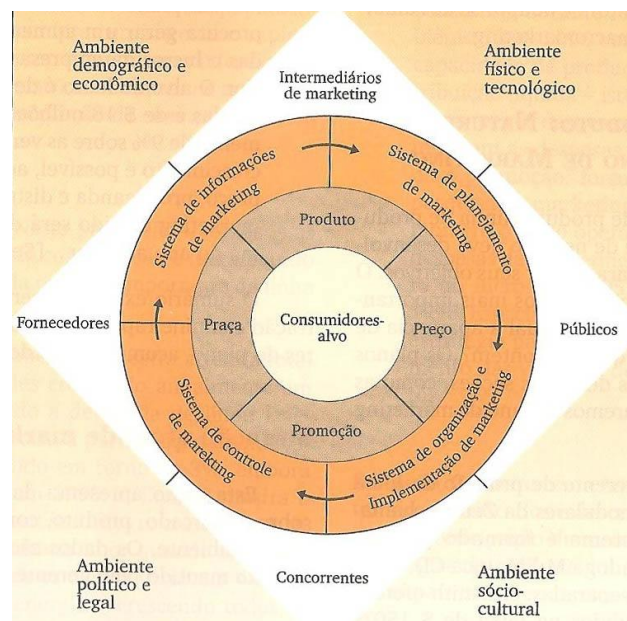 Ambiente
demográfico e
econômico
Ambiente
físico e
tecnológico
Intermediários
de marketing
Sistema de informações
de marketing
Sistema de planejamento
de marketing
Produto
Fornecedores
Praça
Consumidores-
alvo
Preço
Públicos
Promoção
Sistema de controle
de marekting
Sistema de organização e
Implementação de marketing
Ambiente
político e
legal
Concorrentes
Ambiente
sócio-
cultural